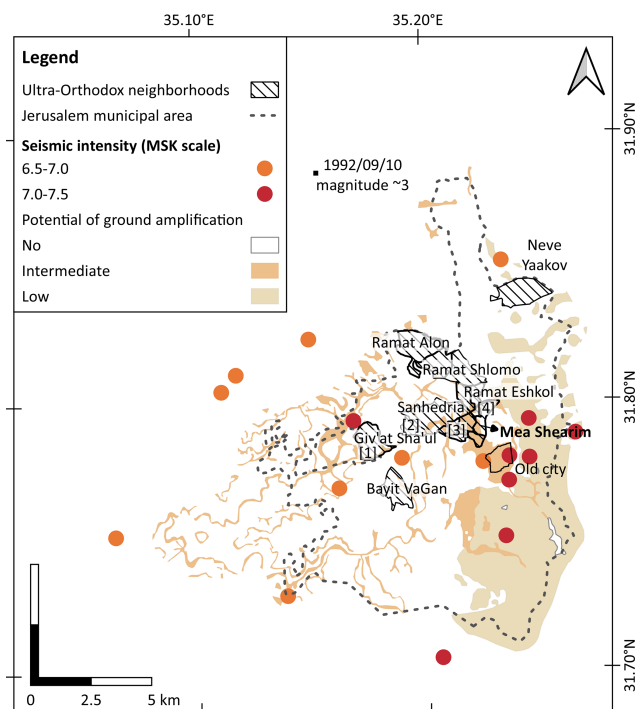 35.10°E
35.20°E
Legend
Ultra-Orthodox neighborhoods
Jerusalem municipal area
Seismic intensity (MSK scale)
6.5-7.0
7.0-7.5
Potential of ground amplification
No
Intermediate
Low
1992/09/10
magnitude ~3
31.90°N
Neve
Yaakov
Ramat Alon
Ramat Shlomo
31.80°N
Ramat Eshkol
Sanhedria
[4]
[2]
[3]
Mea Shearim
Giv'at Sha'ul
[1]
Old city
Bayit VaGan
31.70°N
0
2.5
5 km